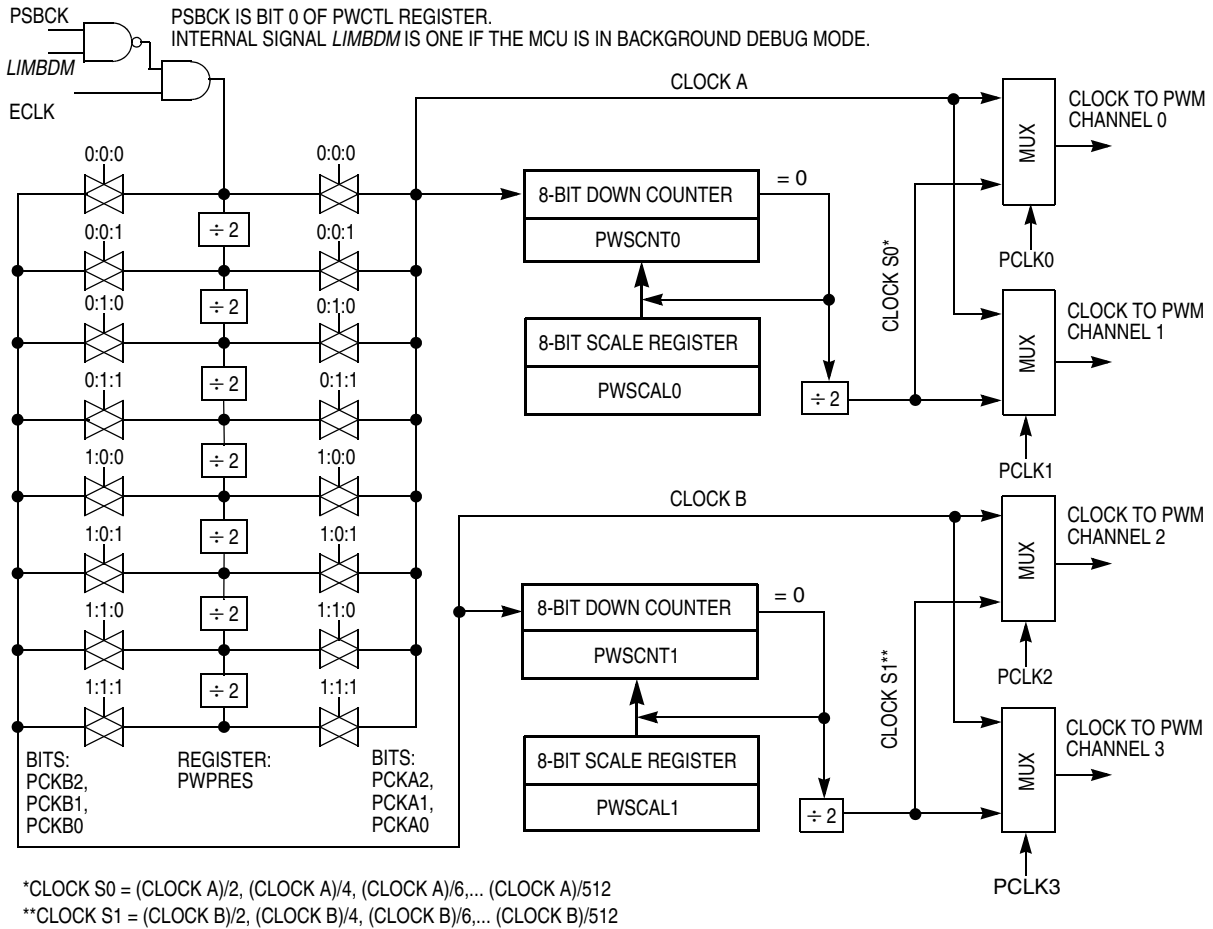 PSBCK
PSBCK IS BIT 0 OF PWCTL REGISTER.
INTERNAL SIGNAL LIMBDM IS ONE IF THE MCU IS IN BACKGROUND DEBUG MODE.
LIMBDM
ECLK
CLOCK A
CLOCK TO PWM
CHANNEL 0
MUX
PCLK0
0:0:0
0:0:0
÷ 2
0:0:1
0:0:1
÷ 2
0:1:0
0:1:0
÷ 2
0:1:1
0:1:1
÷ 2
1:0:0
1:0:0
÷ 2
1:0:1
1:0:1
÷ 2
1:1:0
1:1:0
÷ 2
1:1:1
1:1:1
BITS:
PCKB2,
PCKB1,
PCKB0
REGISTER:
PWPRES
BITS:
PCKA2,
PCKA1,
PCKA0
8-BIT DOWN COUNTER
= 0
PWSCNT0
8-BIT SCALE REGISTER
PWSCAL0
÷ 2
CLOCK S0*
CLOCK TO PWM
CHANNEL 1
MUX
PCLK1
CLOCK B
CLOCK TO PWM
CHANNEL 2
MUX
PCLK2
8-BIT DOWN COUNTER
= 0
PWSCNT1
8-BIT SCALE REGISTER
PWSCAL1
÷ 2
CLOCK S1**
CLOCK TO PWM
CHANNEL 3
MUX
PCLK3
*CLOCK S0 = (CLOCK A)/2, (CLOCK A)/4, (CLOCK A)/6,... (CLOCK A)/512
**CLOCK S1 = (CLOCK B)/2, (CLOCK B)/4, (CLOCK B)/6,... (CLOCK B)/512